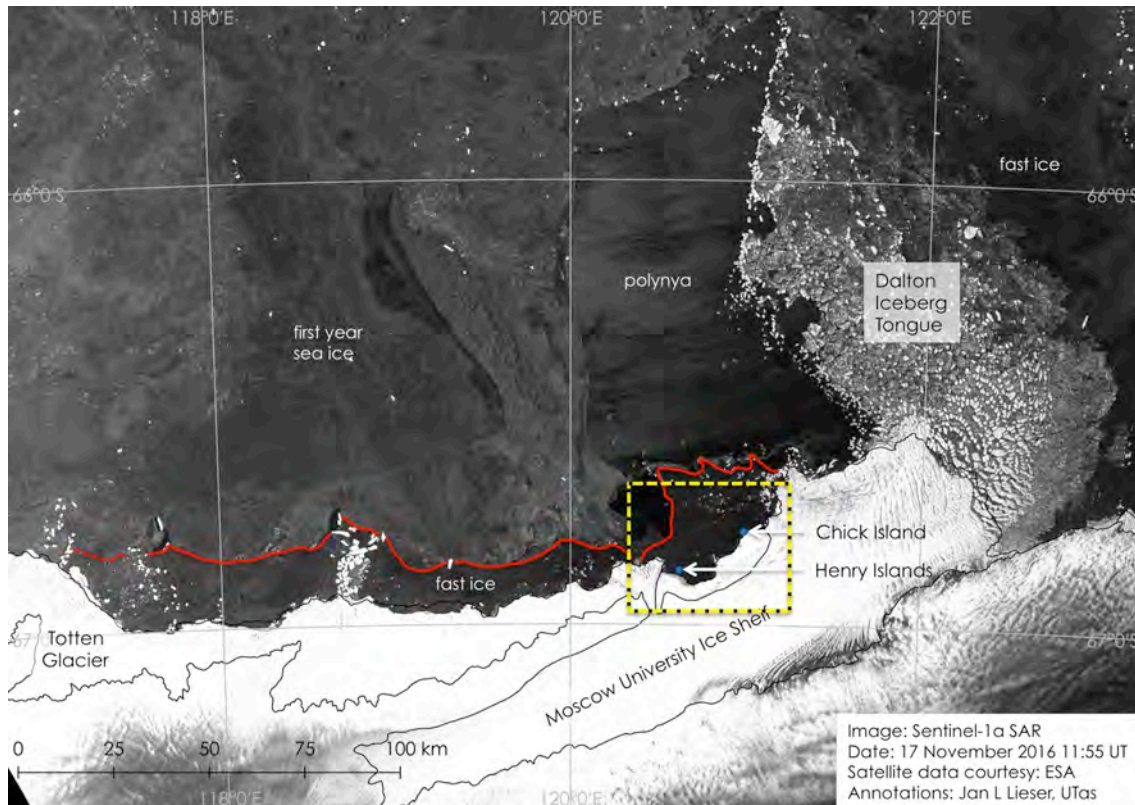 118°0'E
120°0'E
122°0'E
fast ice
66°0'S
66°0'S
polynya
Dalton
Iceberg
Tongue
first year
sea ice
Chick Island
fast ice
Henry Islands
67°0'S
67°0'S
Totten
Glacier
Moscow University Ice Shelf
0 25 50 75 100 km
118°0'E
120°0'E
Image: Sentinel-1a SAR
Date: 17 November 2016 11:55 UT
Satellite data courtesy: ESA
Annotations: Jan L Lieser, UTas